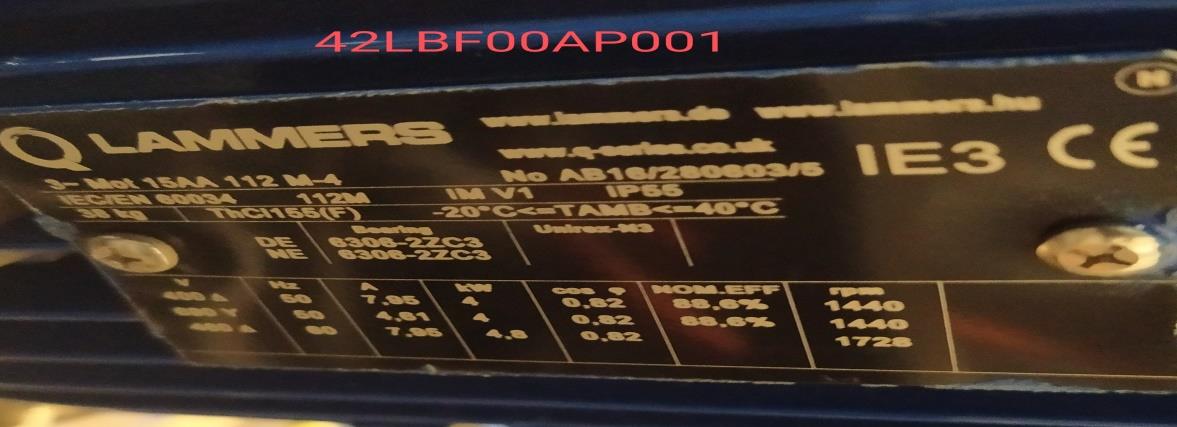 42LBF00AP001
LAMMERS
www.lammers.de www.lammers.hu
www.q-series.co.uk
IE3 CE
3~ Mot 15AA 112 M-4 No AB16/280603/5
IEC/EN 60034 112M IM V1 IP55
38 kg ThCl155(F) -20°C<=TAMB<=40°C
Bearing Unirex-N3
DE 6306-2ZC3
NE 6306-2ZC3
V Hz A kW cos φ NOM.EFF rpm
50 7,95 4 0,82 88,6% 1440
50 4,61 4 0,82 88,6% 1440
60 7,95 4,8 0,82 1728